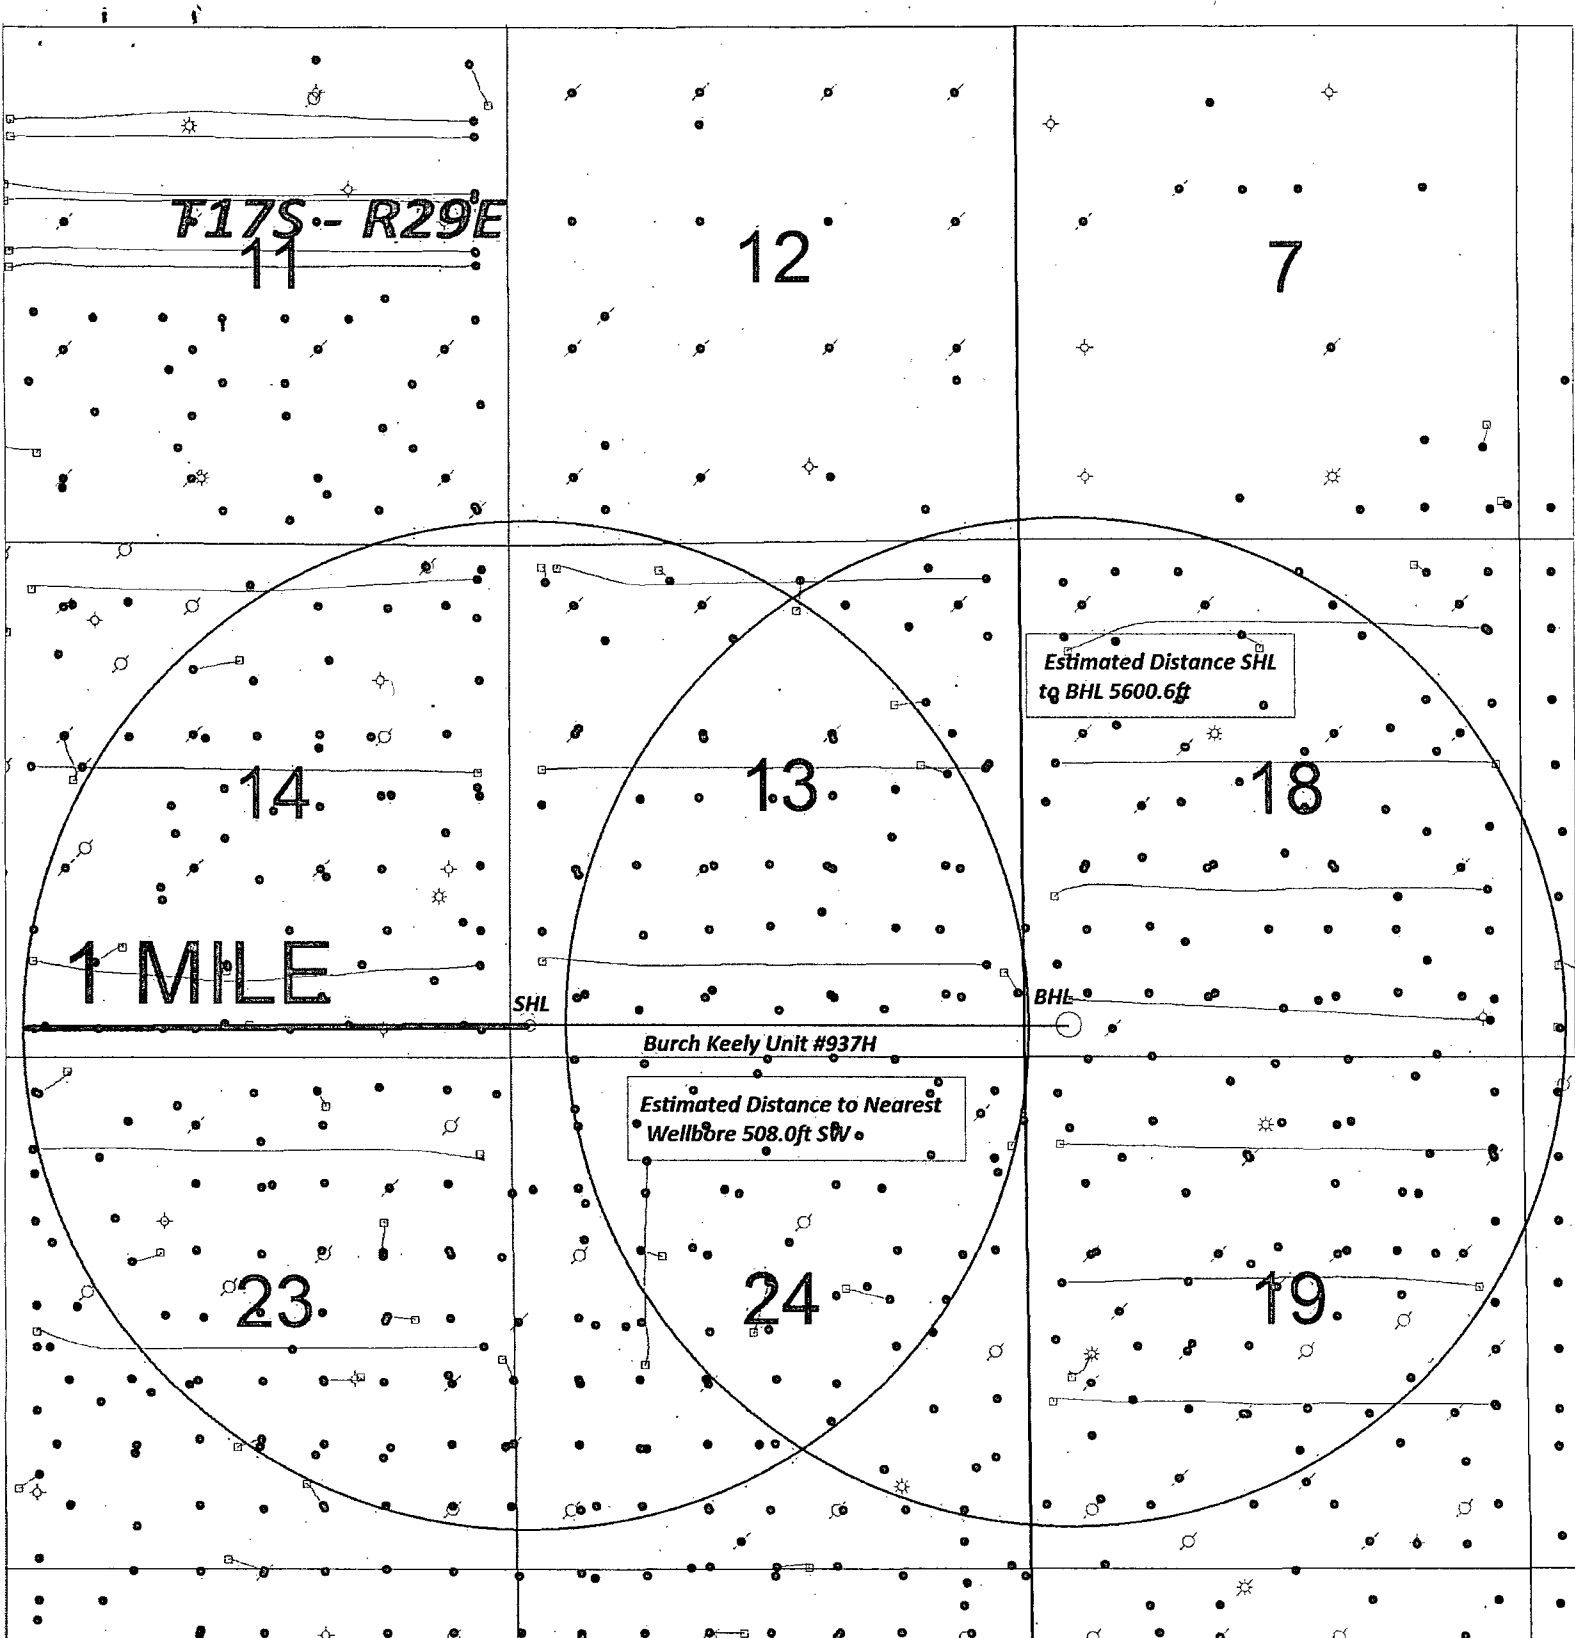 T17S - R29E
11
12
7
Estimated Distance SHL
to BHL 5600.6ft
14
13
18
1 MILE
SHL
BHL
Burch Keely Unit #937H
Estimated Distance to Nearest
Wellbore 508.0ft SW
23
24
19